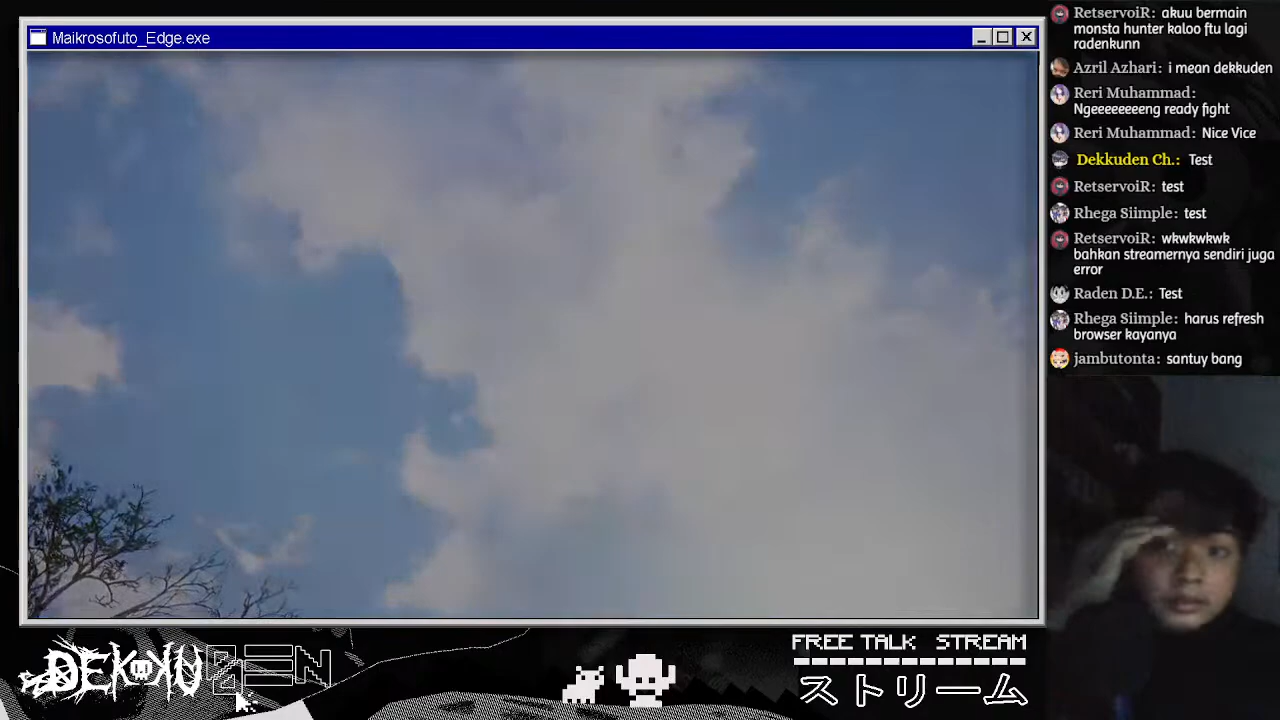 Maikrosofuto_Edge.exe
RetservoiR: akuu bermain
monsta hunter kaloo ftu lagi
radenkunn
Azril Azhari: i mean dekkuden
Reri Muhammad:
Ngeeeeeeeng ready fight
Reri Muhammad: Nice Vice
Dekkuden Ch.: Test
RetservoiR: test
Rhega Siimple: test
RetservoiR: wkwkwkwk
bahkan streamernya sendiri juga
error
Raden D.E.: Test
Rhega Siimple: harus refresh
browser kayanya
jambutonta: santuy bang
DEKKUDEN
FREE TALK STREAM
ストリーム